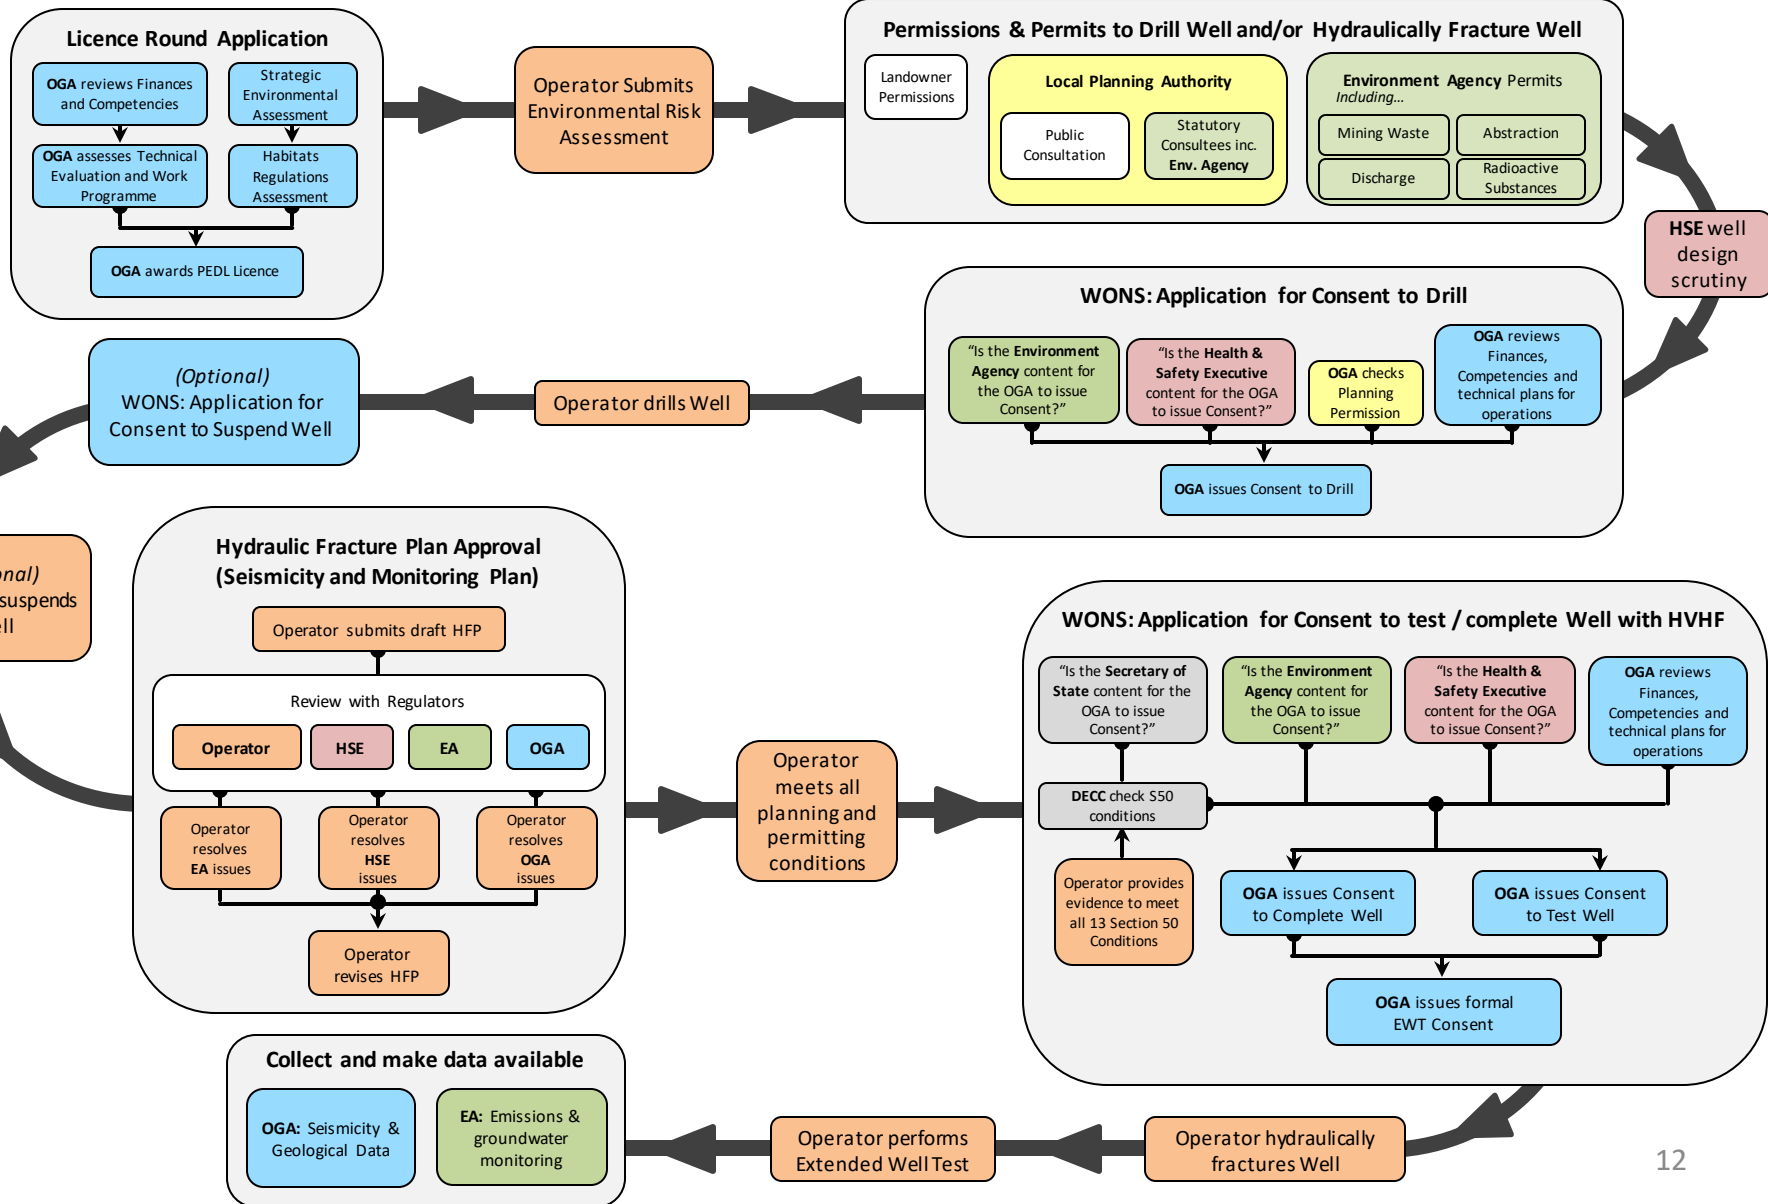 Licence Round Application
OGA reviews Finances
and Competencies
Strategic
Environmental
Assessment
OGA assesses Technical
Evaluation and Work
Programme
Habitats
Regulations
Assessment
OGA awards PEDL Licence
Operator Submits
Environmental Risk
Assessment
Permissions & Permits to Drill Well and/or Hydraulically Fracture Well
Landowner
Permissions
Local Planning Authority
Public
Consultation
Statutory
Consultees inc.
Env. Agency
Environment Agency Permits
Including...
Mining Waste
Abstraction
Discharge
Radioactive
Substances
HSE well
design
scrutiny
WONS: Application for Consent to Drill
“Is the Environment
Agency content for
the OGA to issue
Consent?”
“Is the Health &
Safety Executive
content for the OGA
to issue Consent?”
OGA checks
Planning
Permission
OGA reviews
Finances,
Competencies and
technical plans for
operations
OGA issues Consent to Drill
Operator drills Well
(Optional)
WONS: Application for
Consent to Suspend Well
onal)
suspends
ell
Hydraulic Fracture Plan Approval
(Seismicity and Monitoring Plan)
Operator submits draft HFP
Review with Regulators
Operator
HSE
EA
OGA
Operator
resolves
EA issues
Operator
resolves
HSE
issues
Operator
resolves
OGA
issues
Operator
revises HFP
Operator
meets all
planning and
permitting
conditions
WONS: Application for Consent to test / complete Well with HVHF
“Is the Secretary of
State content for the
OGA to issue
Consent?”
“Is the Environment
Agency content for
the OGA to issue
Consent?”
“Is the Health &
Safety Executive
content for the OGA
to issue Consent?”
OGA reviews
Finances,
Competencies and
technical plans for
operations
DECC check S50
conditions
Operator provides
evidence to meet
all 13 Section 50
Conditions
OGA issues Consent
to Complete Well
OGA issues Consent
to Test Well
OGA issues formal
EWT Consent
Operator hydraulically
fractures Well
Operator performs
Extended Well Test
Collect and make data available
OGA: Seismicity &
Geological Data
EA: Emissions &
groundwater
monitoring
12